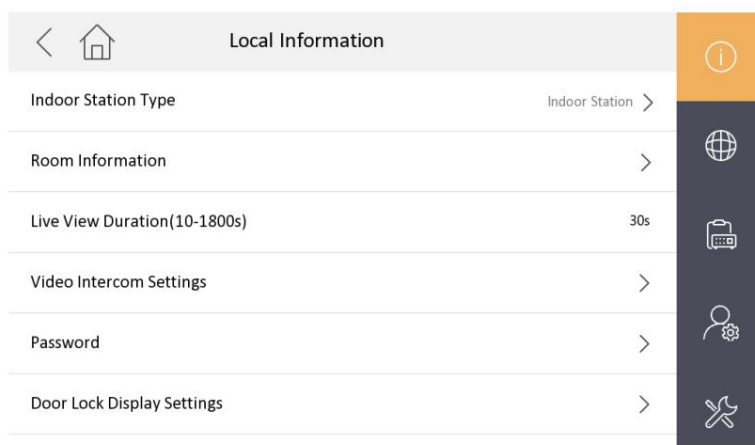 Local Information
Indoor Station Type Indoor Station
Room Information
Live View Duration(10-1800s) 30s
Video Intercom Settings
Password
Door Lock Display Settings